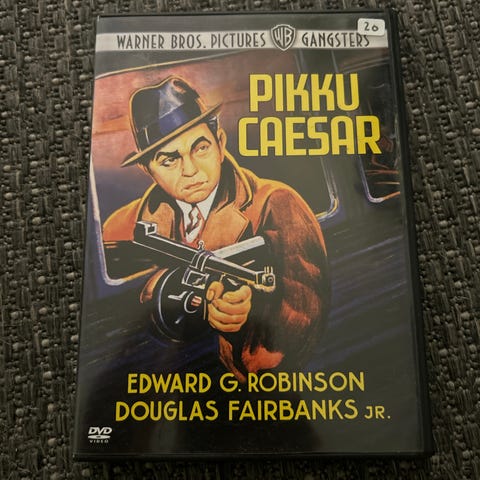 20
WARNER BROS. PICTURES WB GANGSTERS
PIKKU
CAESAR
EDWARD G. ROBINSON
DOUGLAS FAIRBANKS JR.
DVD
VIDEO